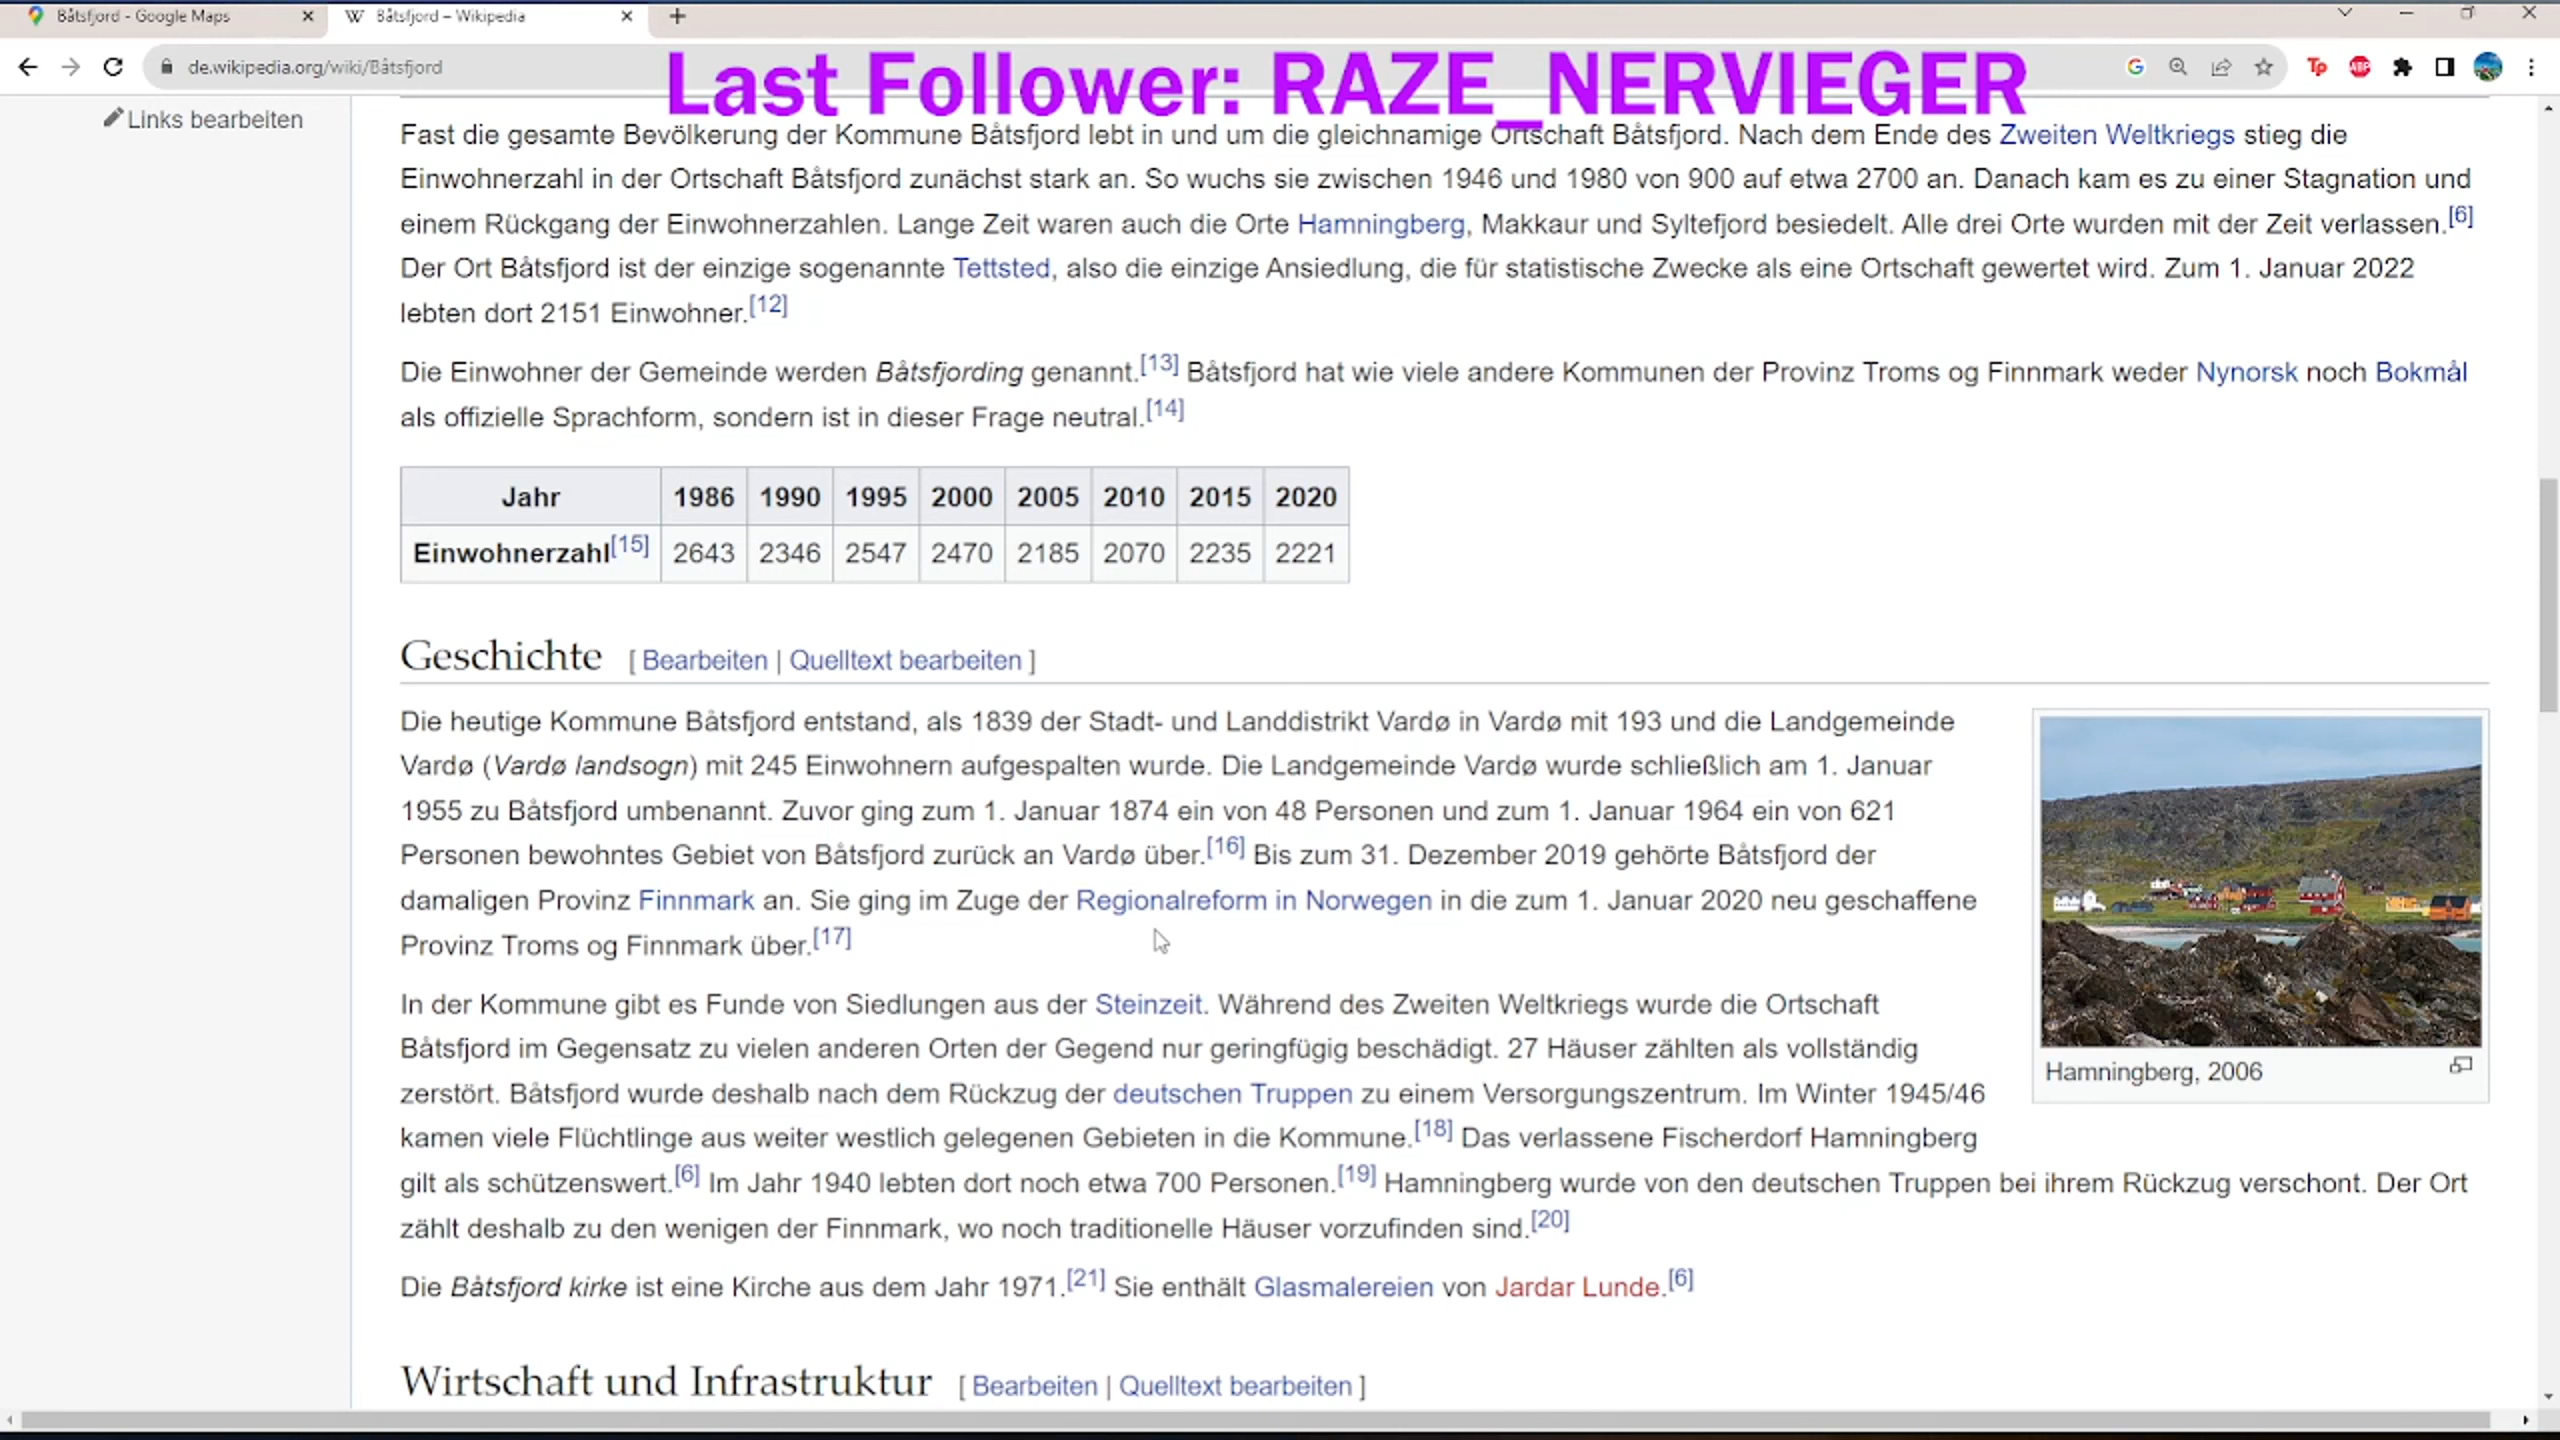 Båtsfjord - Google Maps
Båtsfjord – Wikipedia
de.wikipedia.org/wiki/Båtsfjord
Last Follower: RAZE_NERVIEGER
Links bearbeiten
Fast die gesamte Bevölkerung der Kommune Båtsfjord lebt in und um die gleichnamige Ortschaft Båtsfjord. Nach dem Ende des Zweiten Weltkriegs stieg die
Einwohnerzahl in der Ortschaft Båtsfjord zunächst stark an. So wuchs sie zwischen 1946 und 1980 von 900 auf etwa 2700 an. Danach kam es zu einer Stagnation und
einem Rückgang der Einwohnerzahlen. Lange Zeit waren auch die Orte Hamningberg, Makkaur und Syltefjord besiedelt. Alle drei Orte wurden mit der Zeit verlassen.[6]
Der Ort Båtsfjord ist der einzige sogenannte Tettsted, also die einzige Ansiedlung, die für statistische Zwecke als eine Ortschaft gewertet wird. Zum 1. Januar 2022
lebten dort 2151 Einwohner.[12]
Die Einwohner der Gemeinde werden Båtsfjording genannt.[13] Båtsfjord hat wie viele andere Kommunen der Provinz Troms og Finnmark weder Nynorsk noch Bokmål
als offizielle Sprachform, sondern ist in dieser Frage neutral.[14]
Jahr 1986 1990 1995 2000 2005 2010 2015 2020
Einwohnerzahl[15] 2643 2346 2547 2470 2185 2070 2235 2221
Geschichte [ Bearbeiten | Quelltext bearbeiten ]
Die heutige Kommune Båtsfjord entstand, als 1839 der Stadt- und Landdistrikt Vardø in Vardø mit 193 und die Landgemeinde
Vardø (Vardø landsogn) mit 245 Einwohnern aufgespalten wurde. Die Landgemeinde Vardø wurde schließlich am 1. Januar
1955 zu Båtsfjord umbenannt. Zuvor ging zum 1. Januar 1874 ein von 48 Personen und zum 1. Januar 1964 ein von 621
Personen bewohntes Gebiet von Båtsfjord zurück an Vardø über.[16] Bis zum 31. Dezember 2019 gehörte Båtsfjord der
damaligen Provinz Finnmark an. Sie ging im Zuge der Regionalreform in Norwegen in die zum 1. Januar 2020 neu geschaffene
Provinz Troms og Finnmark über.[17]
In der Kommune gibt es Funde von Siedlungen aus der Steinzeit. Während des Zweiten Weltkriegs wurde die Ortschaft
Båtsfjord im Gegensatz zu vielen anderen Orten der Gegend nur geringfügig beschädigt. 27 Häuser zählten als vollständig
zerstört. Båtsfjord wurde deshalb nach dem Rückzug der deutschen Truppen zu einem Versorgungszentrum. Im Winter 1945/46
kamen viele Flüchtlinge aus weiter westlich gelegenen Gebieten in die Kommune.[18] Das verlassene Fischerdorf Hamningberg
gilt als schützenswert.[6] Im Jahr 1940 lebten dort noch etwa 700 Personen.[19] Hamningberg wurde von den deutschen Truppen bei ihrem Rückzug verschont. Der Ort
zählt deshalb zu den wenigen der Finnmark, wo noch traditionelle Häuser vorzufinden sind.[20]
Hamningberg, 2006
Die Båtsfjord kirke ist eine Kirche aus dem Jahr 1971.[21] Sie enthält Glasmalereien von Jardar Lunde.[6]
Wirtschaft und Infrastruktur [ Bearbeiten | Quelltext bearbeiten ]